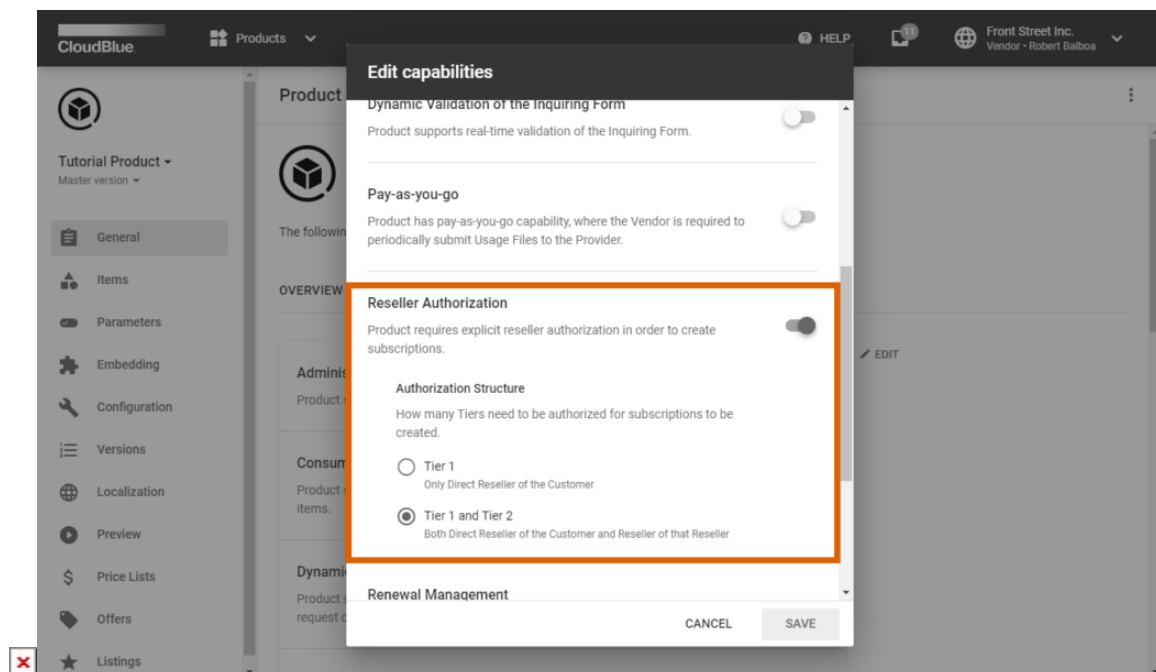 CloudBlue
Products
HELP
11
Front Street Inc.
Vendor • Robert Balboa
Tutorial Product
Master version
General
Items
Parameters
Embedding
Configuration
Versions
Localization
Preview
Price Lists
Offers
Listings
Product
The following
OVERVIEW
EDIT
Product
Product
items.
Product
request
Edit capabilities
Dynamic Validation of the Inquiring Form
Product supports real-time validation of the Inquiring Form.
Pay-as-you-go
Product has pay-as-you-go capability, where the Vendor is required to
periodically submit Usage Files to the Provider.
Reseller Authorization
Product requires explicit reseller authorization in order to create
subscriptions.
Authorization Structure
How many Tiers need to be authorized for subscriptions to be
created.
Tier 1
Only Direct Reseller of the Customer
Tier 1 and Tier 2
Both Direct Reseller of the Customer and Reseller of that Reseller
Renewal Management
CANCEL
SAVE